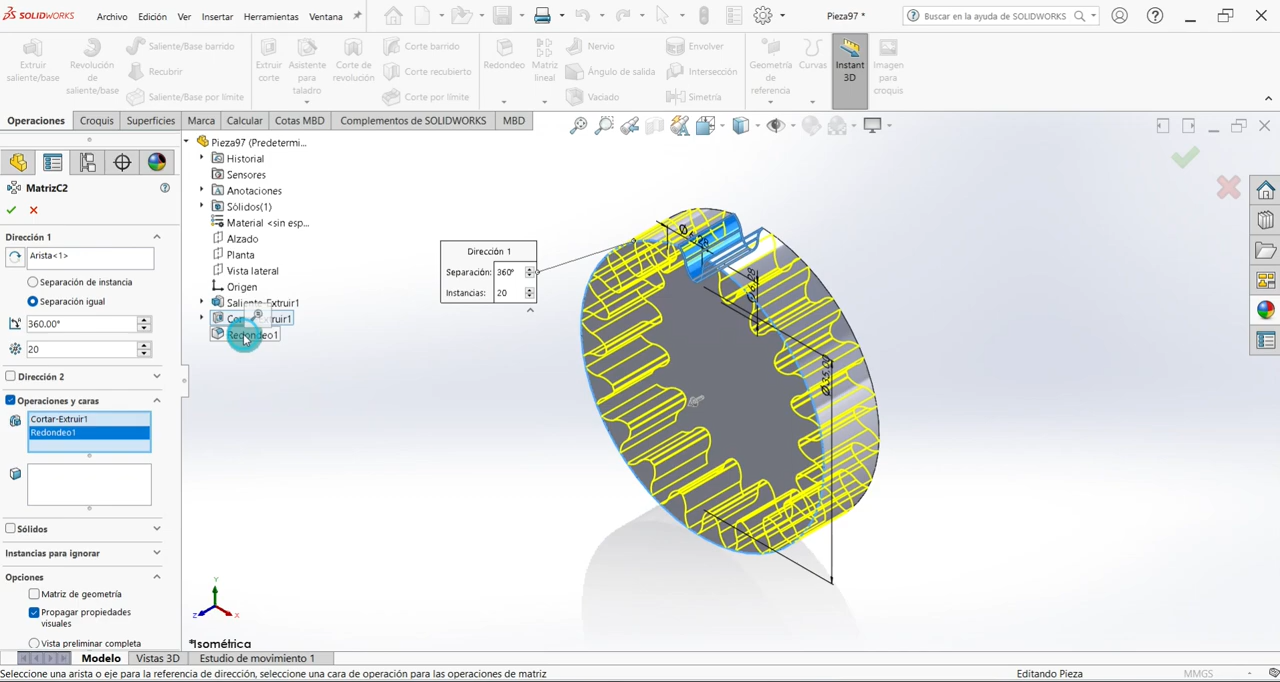 SOLIDWORKS
Archivo Edición Ver Insertar Herramientas Ventana
Pieza97 *
Buscar en la ayuda de SOLIDWORKS
Extruir saliente/base
Revolución de saliente/base
Saliente/Base barrido
Recubrir
Saliente/Base por límite
Extruir corte
Asistente para taladro
Corte de revolución
Corte barrido
Corte recubierto
Corte por límite
Redondeo
Matriz lineal
Nervio
Ángulo de salida
Vaciado
Envolver
Intersección
Simetría
Geometría de referencia
Curvas
Instant 3D
Imagen para croquis
Operaciones Croquis Superficies Marca Calcular Cotas MBD Complementos de SOLIDWORKS MBD
MatrizC2
Dirección 1
Arista<1>
Separación de instancia
Separación igual
360.00°
20
Dirección 2
Operaciones y caras
Cortar-Extruir1
Redondeo1
Sólidos
Instancias para ignorar
Opciones
Matriz de geometría
Propagar propiedades visuales
Vista preliminar completa
Pieza97 (Predetermi...
Historial
Sensores
Anotaciones
Sólidos(1)
Material <sin esp...
Alzado
Planta
Vista lateral
Origen
Saliente-Extruir1
Redondeo1
Dirección 1
Separación: 360°
Instancias: 20
Ø6.28
Ø6.28
Y
Z
X
*Isométrica
Modelo Vistas 3D Estudio de movimiento 1
Seleccione una arista o eje para la referencia de dirección, seleccione una cara de operación para las operaciones de matriz
Editando Pieza
MMGS